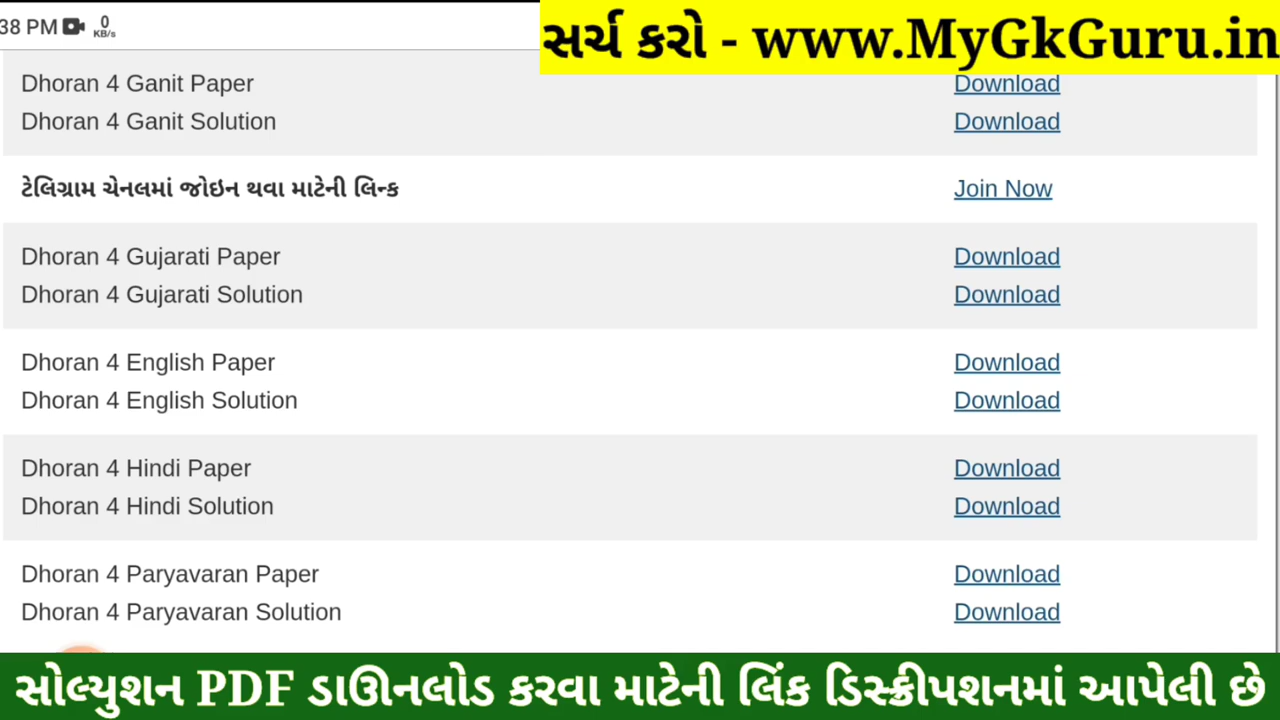 38 PM 0 KB/s
સર્ચ કરો - www.MyGkGuru.in
Dhoran 4 Ganit Paper Download
Dhoran 4 Ganit Solution Download
ટેલિગ્રામ ચેનલમાં જોઇન થવા માટેની લિન્ક Join Now
Dhoran 4 Gujarati Paper Download
Dhoran 4 Gujarati Solution Download
Dhoran 4 English Paper Download
Dhoran 4 English Solution Download
Dhoran 4 Hindi Paper Download
Dhoran 4 Hindi Solution Download
Dhoran 4 Paryavaran Paper Download
Dhoran 4 Paryavaran Solution Download
સોલ્યુશન PDF ડાઊનલોડ કરવા માટેની લિંક ડિસ્ક્રીપશનમાં આપેલી છે